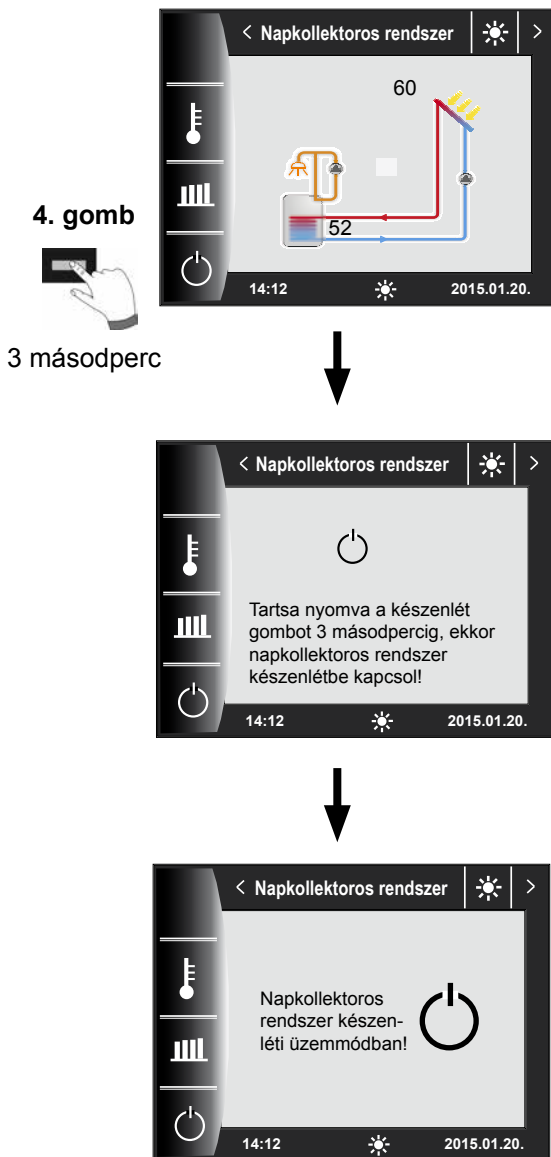 < Napkollektoros rendszer >
60
52
14:12 2015.01.20.
4. gomb
3 másodperc
< Napkollektoros rendszer >
Tartsa nyomva a készenlét
gombot 3 másodpercig, ekkor
napkollektoros rendszer
készenlétbe kapcsol!
14:12 2015.01.20.
< Napkollektoros rendszer >
Napkollektoros
rendszer készen-
léti üzemmódban!
14:12 2015.01.20.